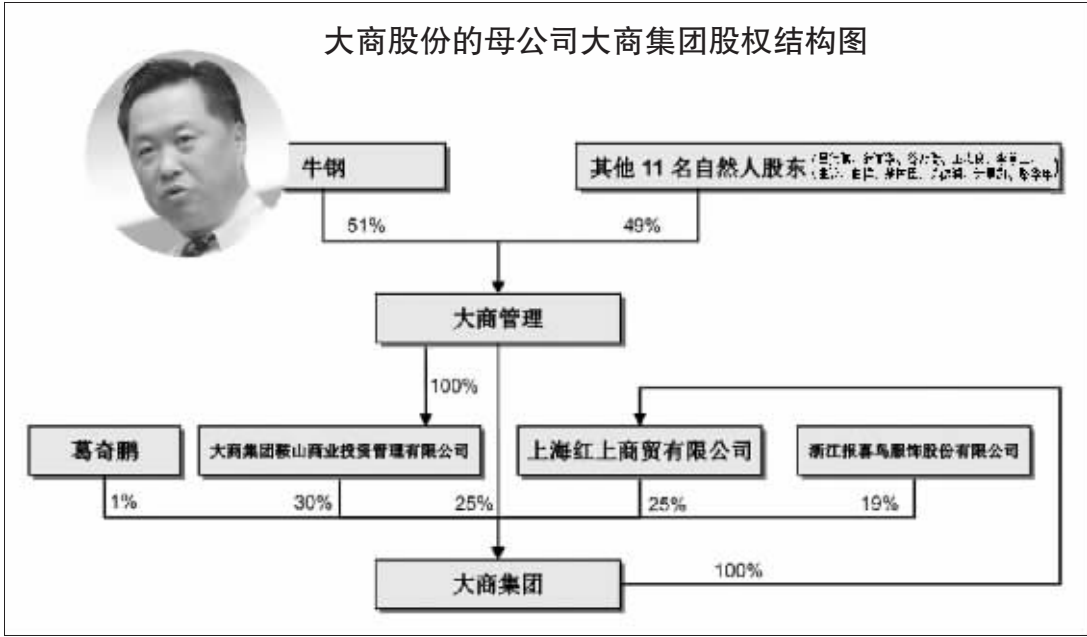 大商股份的母公司大商集团股权结构图
牛钢
其他 11 名自然人股东
51%
49%
大商管理
100%
葛奇鹏
大商集团鞍山商业投资管理有限公司
上海红上商贸有限公司
浙江报喜鸟服饰股份有限公司
1%
30%
25%
25%
19%
大商集团
100%